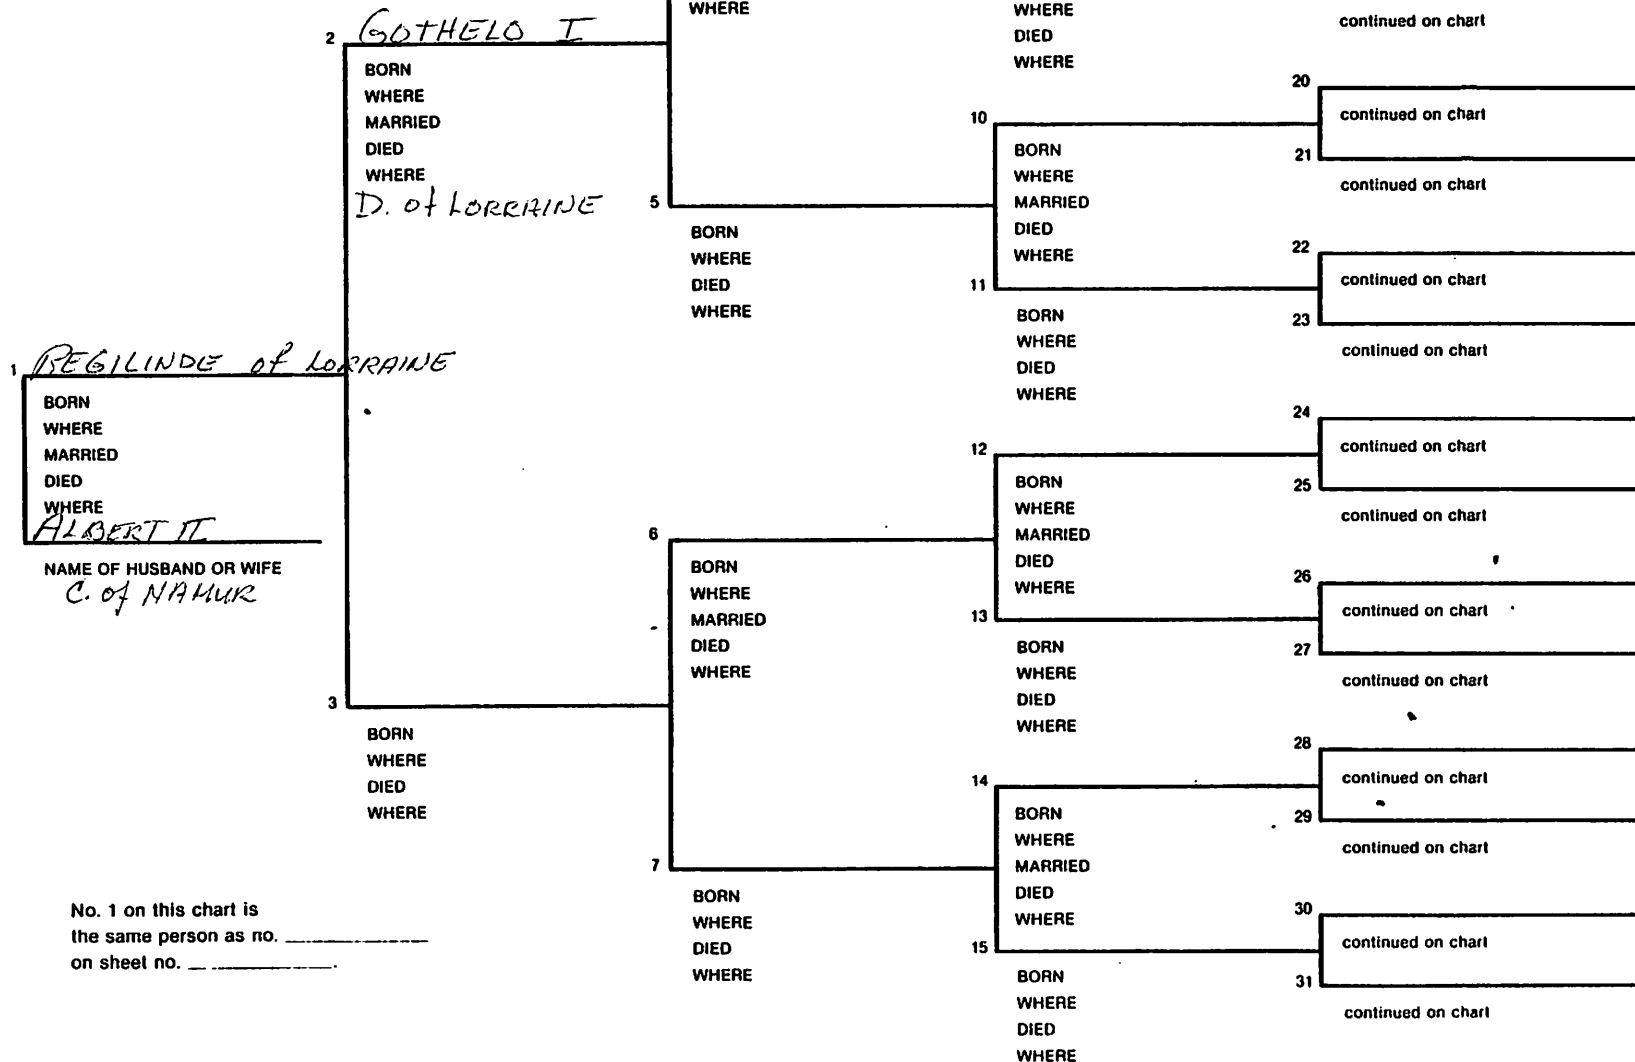 WHERE
2 GOTHELO I
BORN
WHERE
MARRIED
DIED
WHERE
D. of LORRAINE
1 REGILINDE of LORRAINE
BORN
WHERE
MARRIED
DIED
WHERE
ALBERT II
NAME OF HUSBAND OR WIFE
C. of NAMUR
3
BORN
WHERE
DIED
WHERE
No. 1 on this chart is
the same person as no.
on sheet no.
5
BORN
WHERE
DIED
WHERE
6
BORN
WHERE
MARRIED
DIED
WHERE
7
BORN
WHERE
DIED
WHERE
WHERE
DIED
WHERE
10
BORN
WHERE
MARRIED
DIED
WHERE
11
BORN
WHERE
DIED
WHERE
12
BORN
WHERE
MARRIED
DIED
WHERE
13
BORN
WHERE
DIED
WHERE
14
BORN
WHERE
MARRIED
DIED
WHERE
15
BORN
WHERE
DIED
WHERE
continued on chart
20
continued on chart
21
continued on chart
22
continued on chart
23
continued on chart
24
continued on chart
25
continued on chart
26
continued on chart
27
continued on chart
28
continued on chart
29
continued on chart
30
continued on chart
31
continued on chart